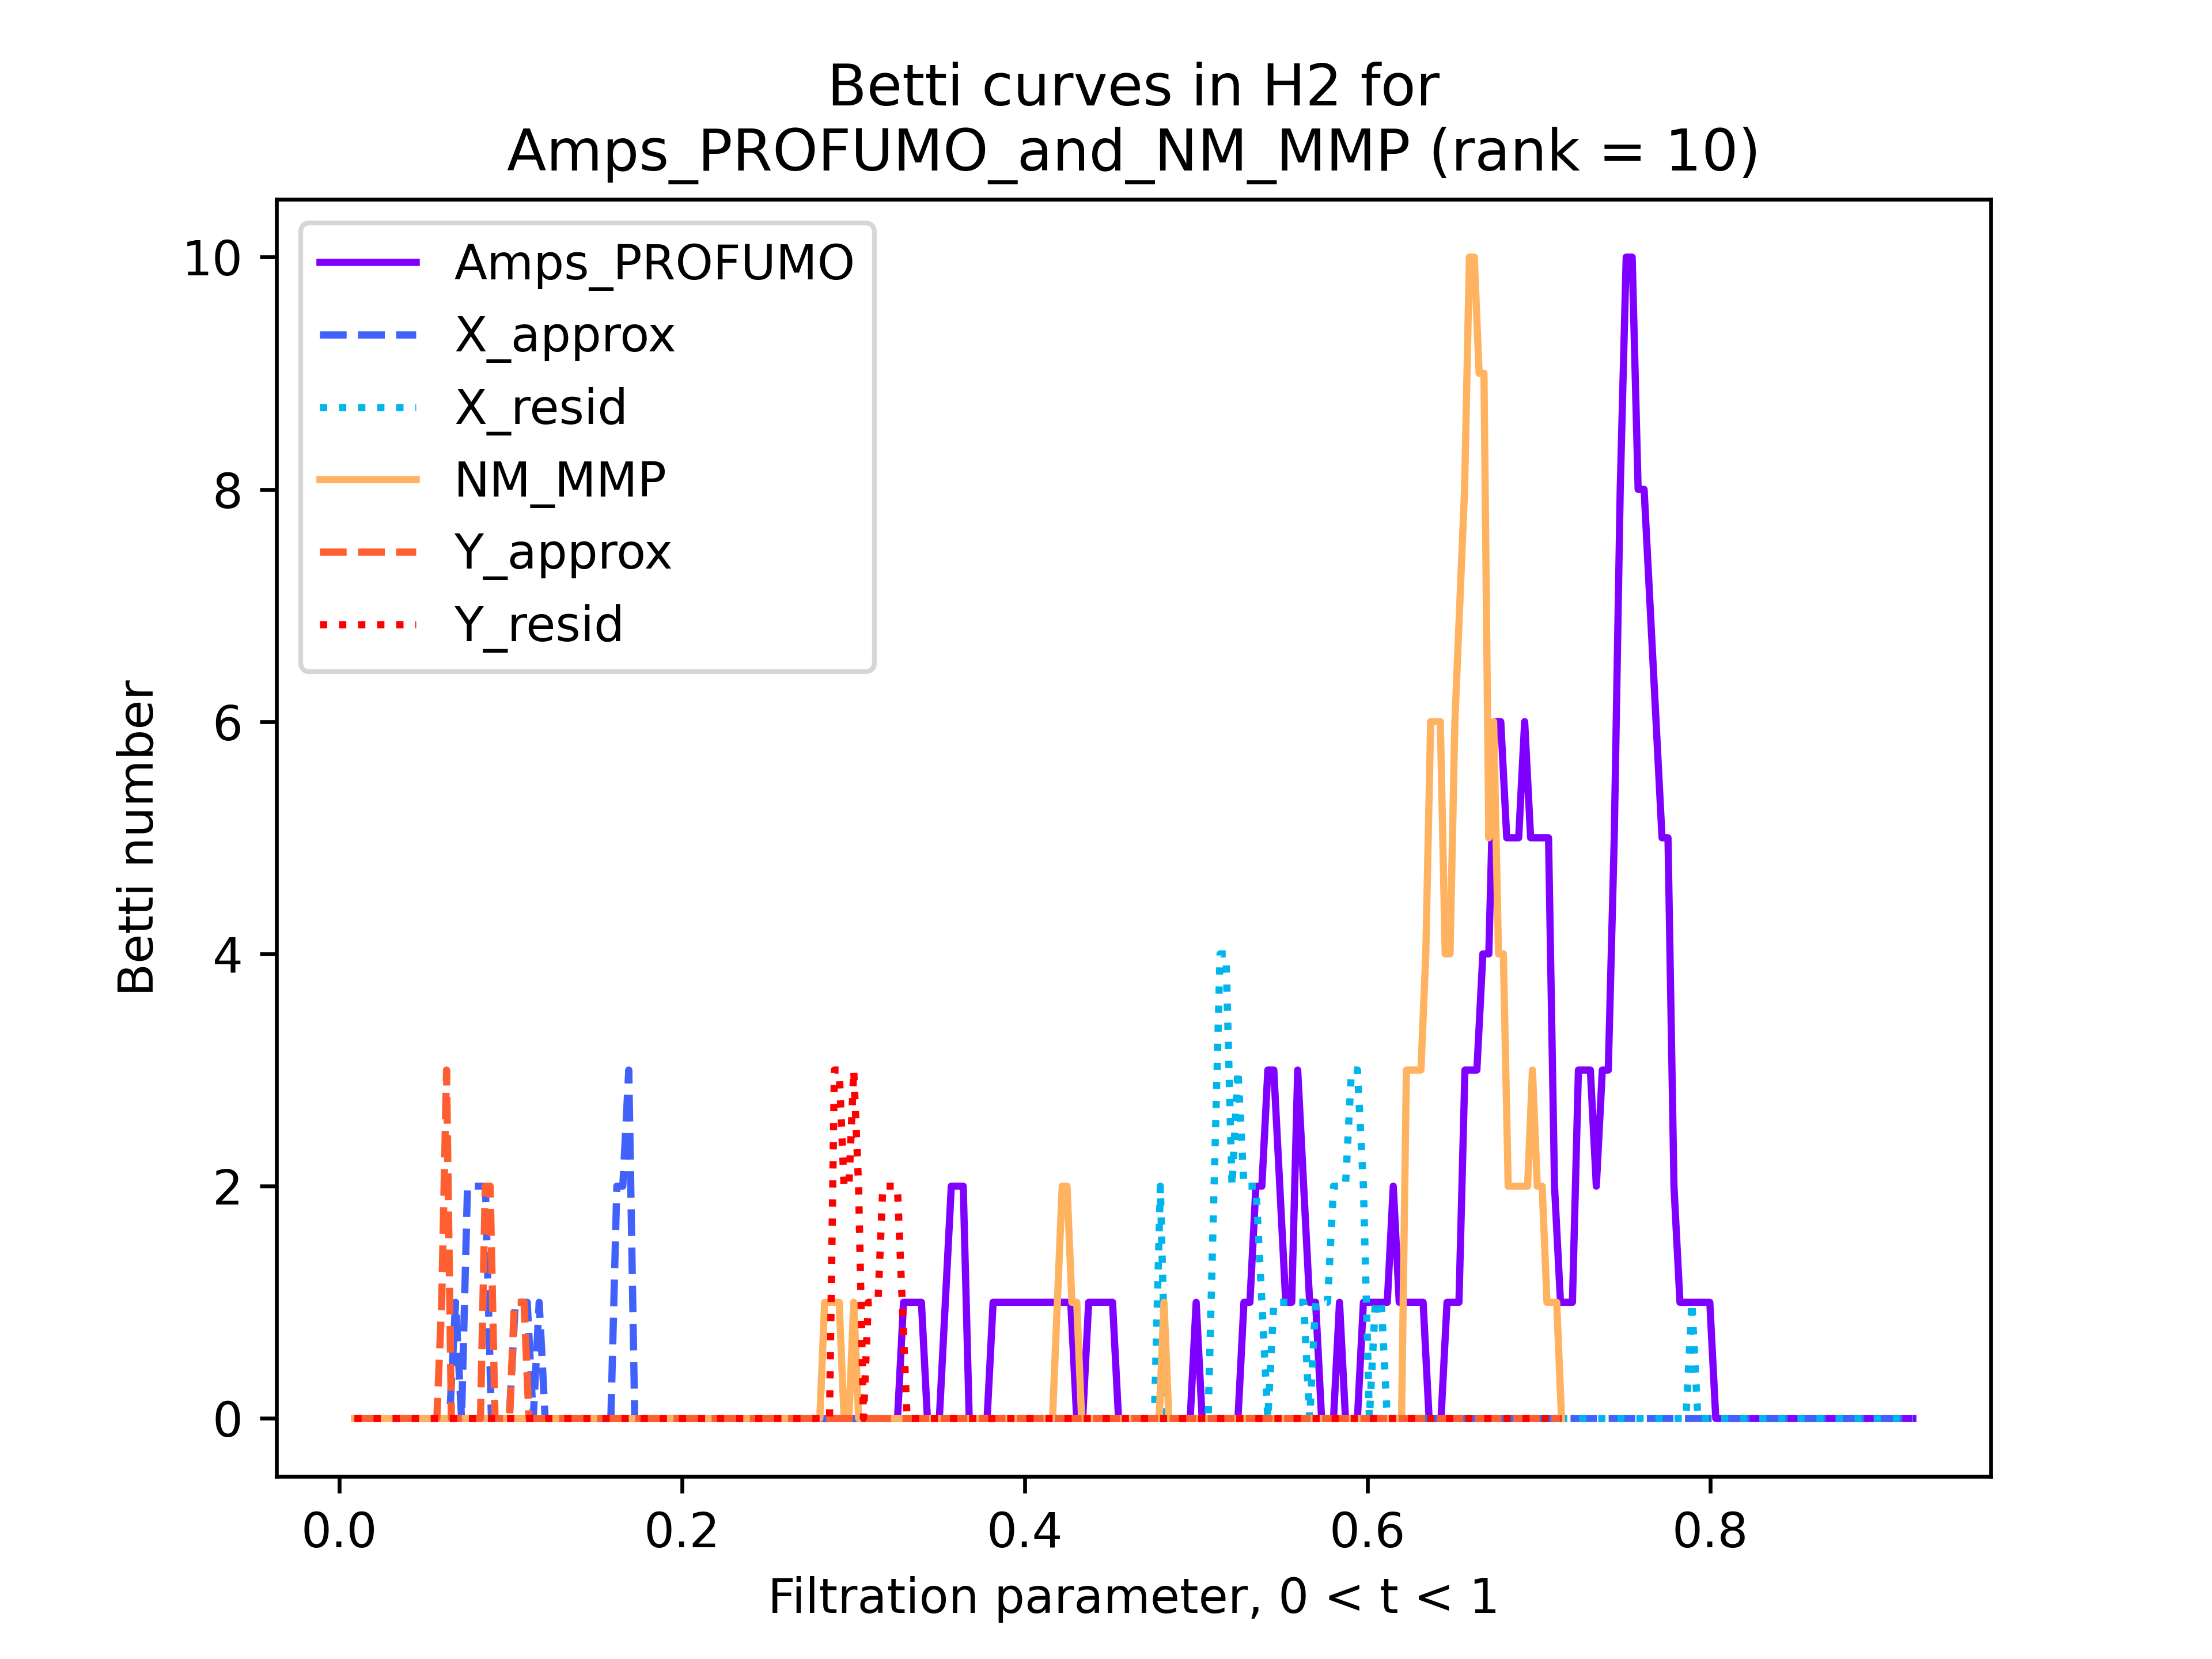 Betti curves in H2 for
Amps_PROFUMO_and_NM_MMP (rank = 10)
Amps_PROFUMO
X_approx
X_resid
NM_MMP
Y_approx
Y_resid
Betti number
10
8
6
4
2
0
0.0 0.2 0.4 0.6 0.8
Filtration parameter, 0 < t < 1